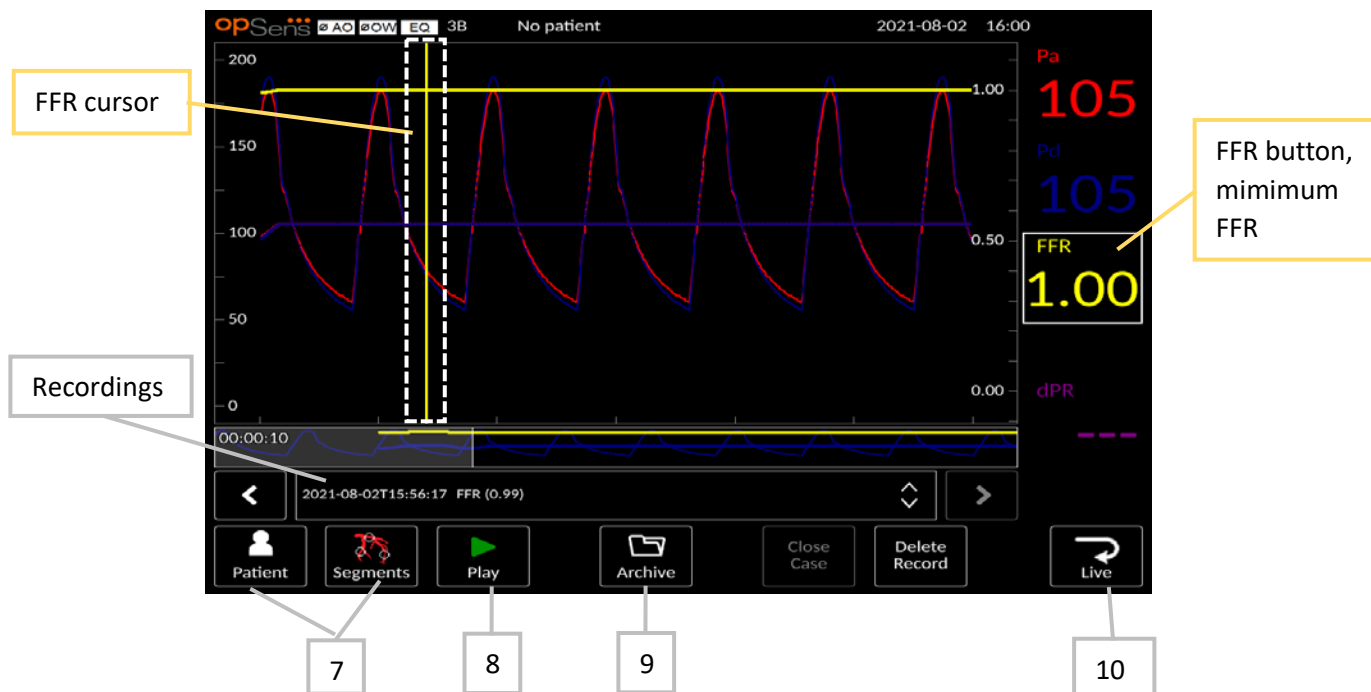 opSens ø AO øOW EQ 3B No patient 2021-08-02 16:00
FFR cursor
200
150
100
50
0
1.00
0.50
0.00
Pa
105
Pd
105
FFR
1.00
dPR
---
FFR button,
mimimum
FFR
Recordings
00:00:10
2021-08-02T15:56:17 FFR (0.99)
Patient
Segments
Play
Archive
Close
Case
Delete
Record
Live
7
8
9
10